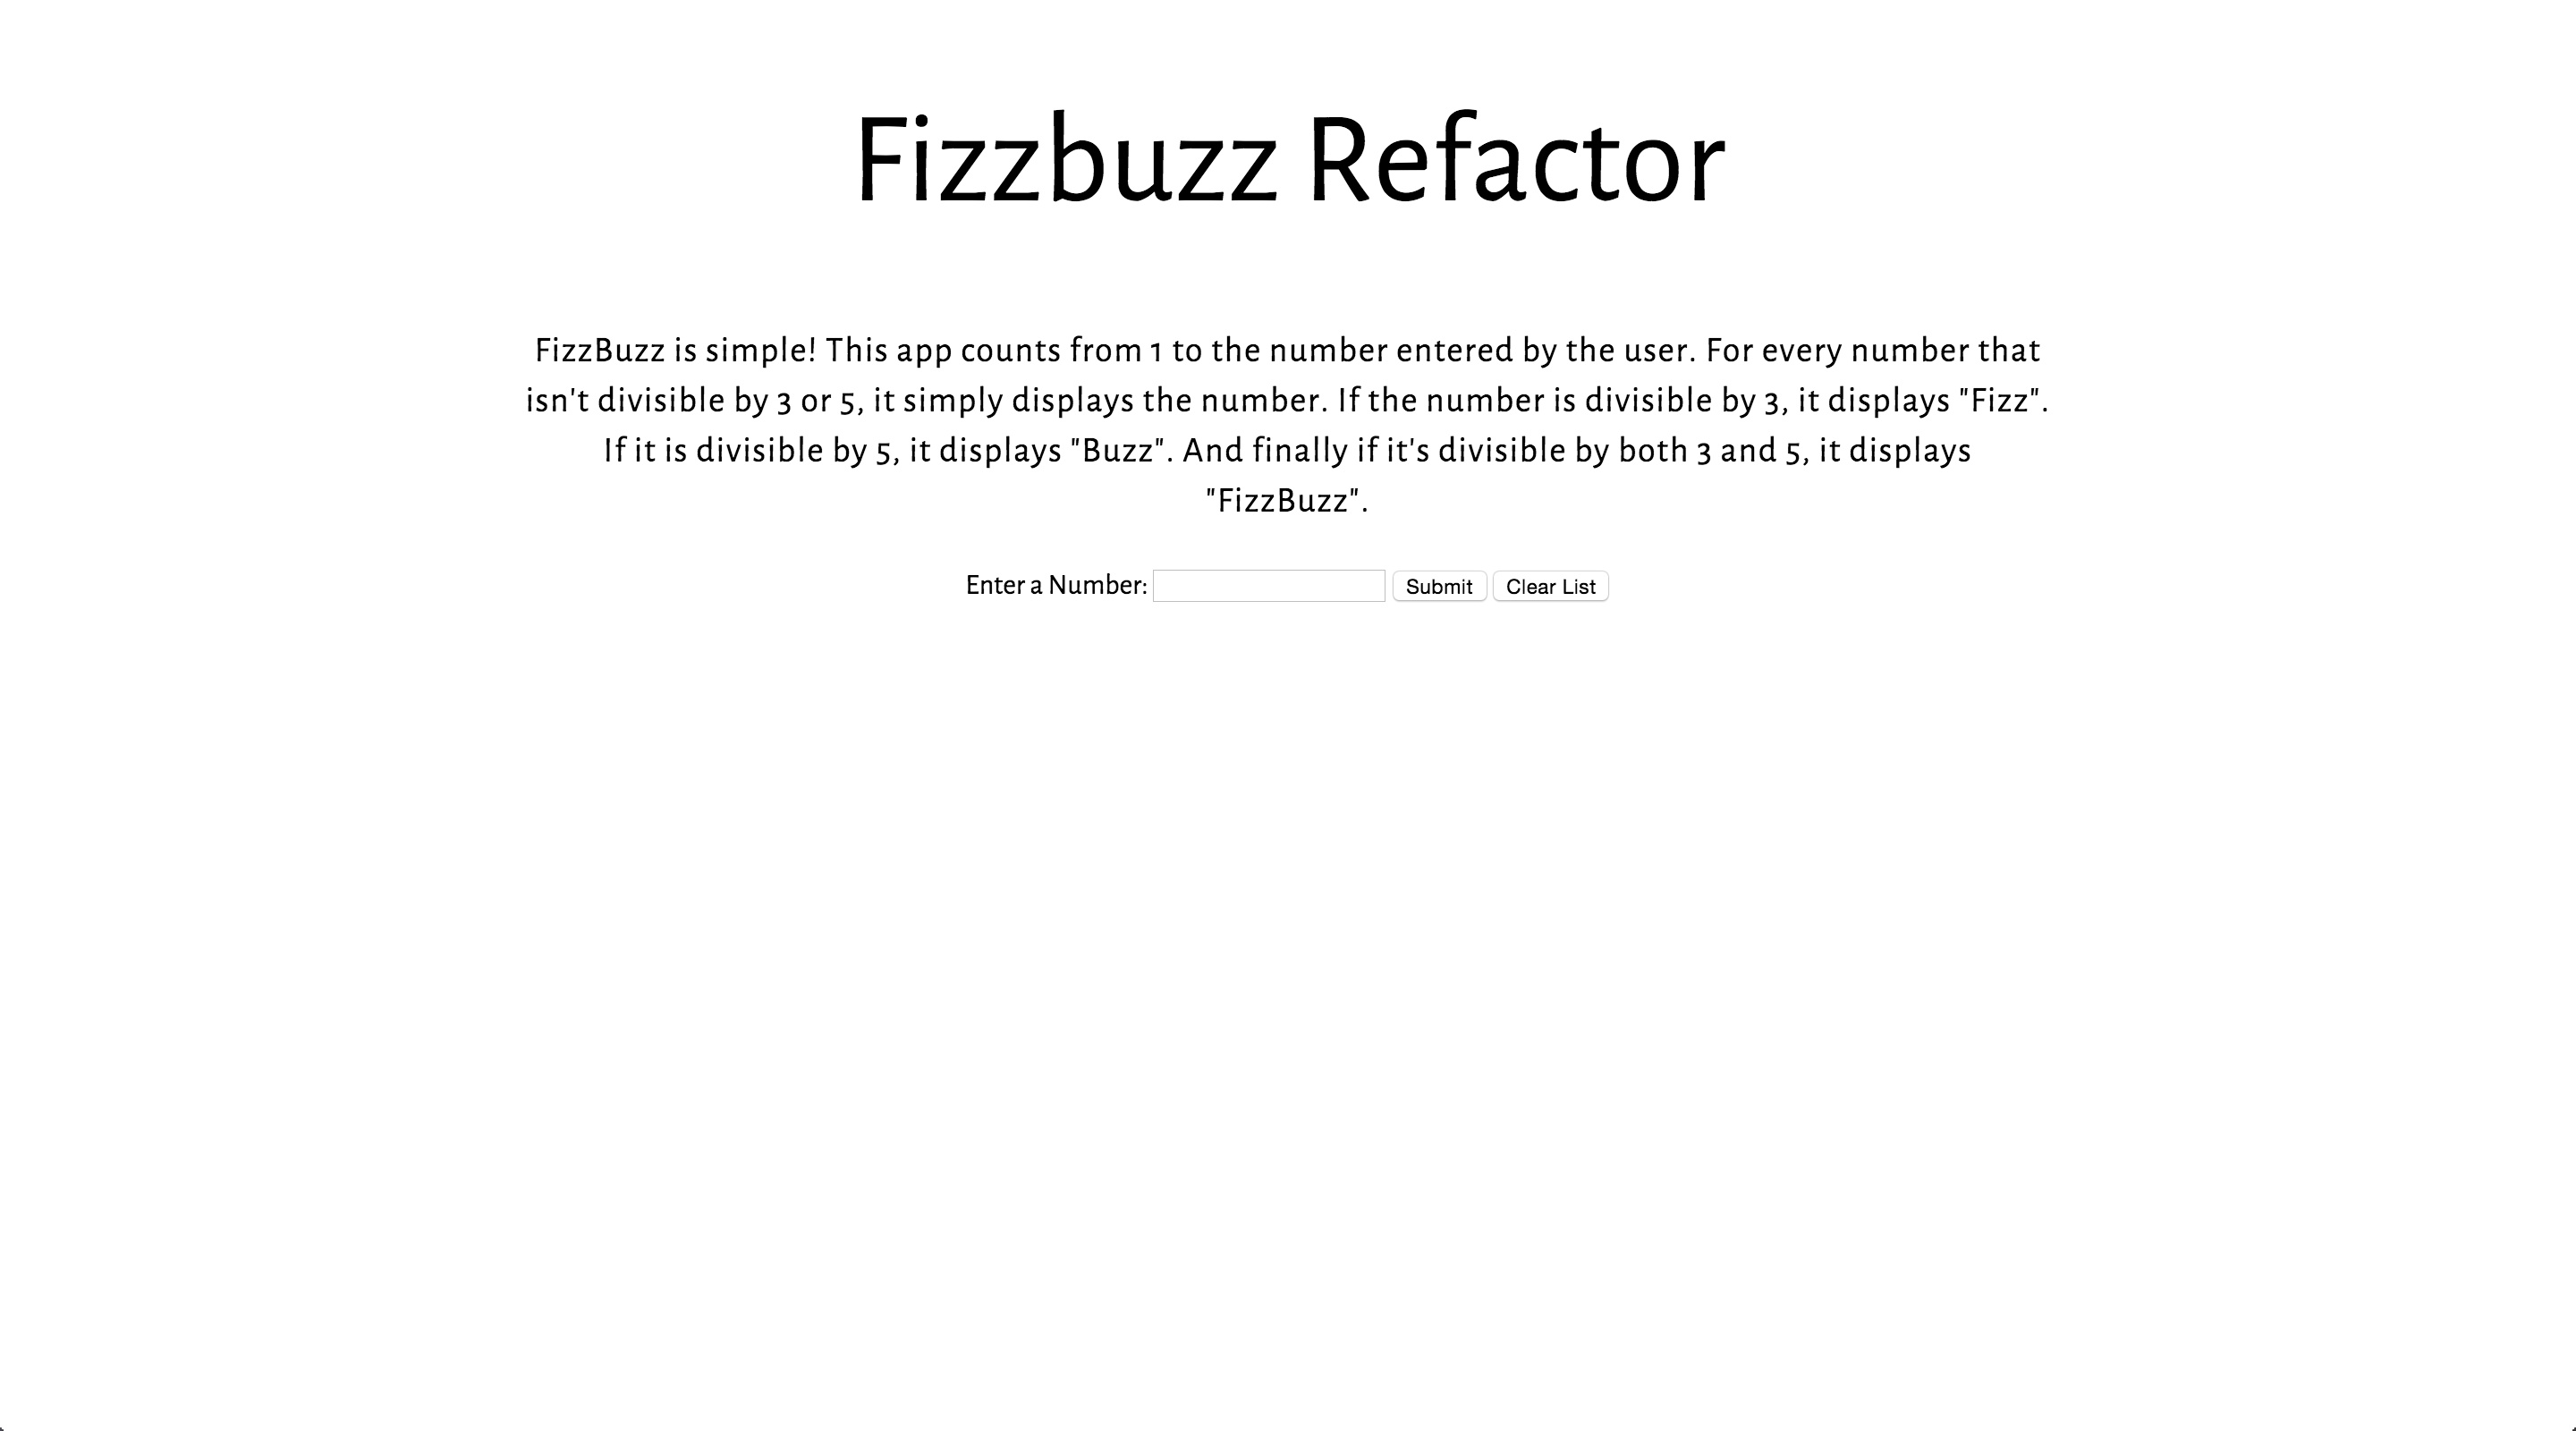 Fizzbuzz Refactor
FizzBuzz is simple! This app counts from 1 to the number entered by the user. For every number that
isn't divisible by 3 or 5, it simply displays the number. If the number is divisible by 3, it displays "Fizz".
If it is divisible by 5, it displays "Buzz". And finally if it's divisible by both 3 and 5, it displays
"FizzBuzz".
Enter a Number: Submit Clear List